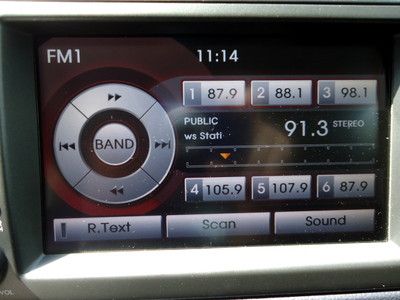 FM1 11:14
1 87.9 2 88.1 3 98.1
PUBLIC
ws Stati 91.3 STEREO
BAND
4 105.9 5 107.9 6 87.9
R.Text Scan Sound
VOL